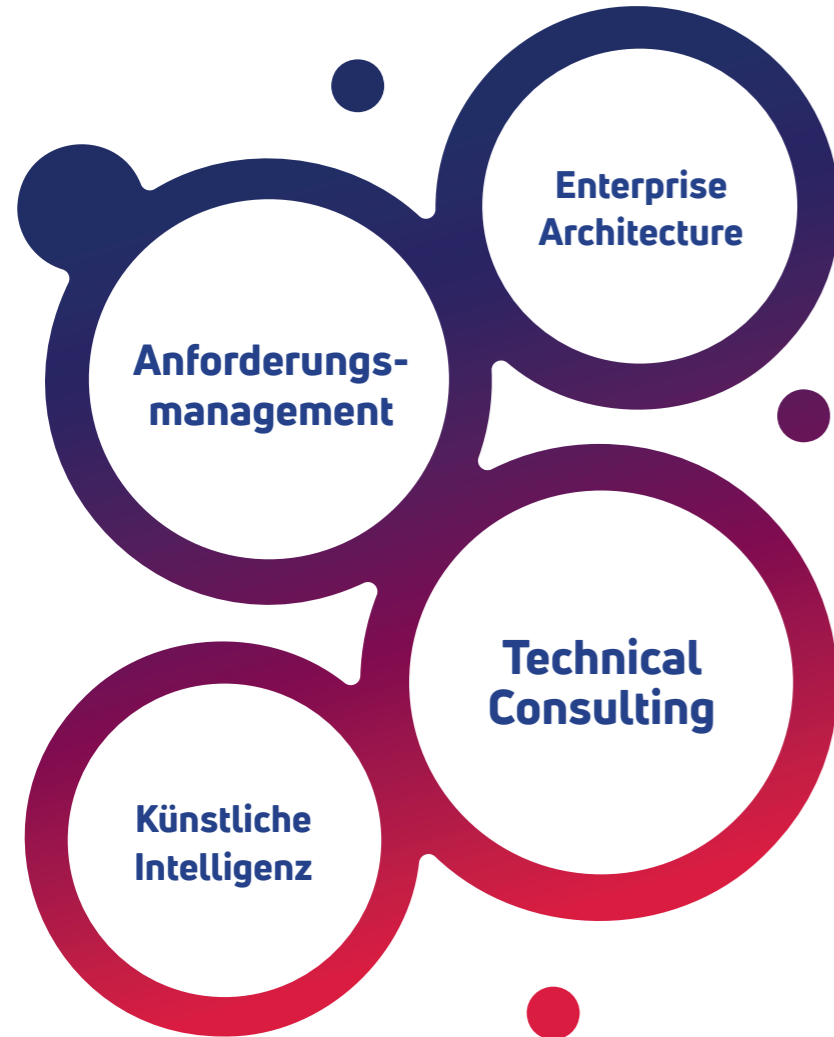 Enterprise
Architecture
Anforderungs-
management
Technical
Consulting
Künstliche
Intelligenz